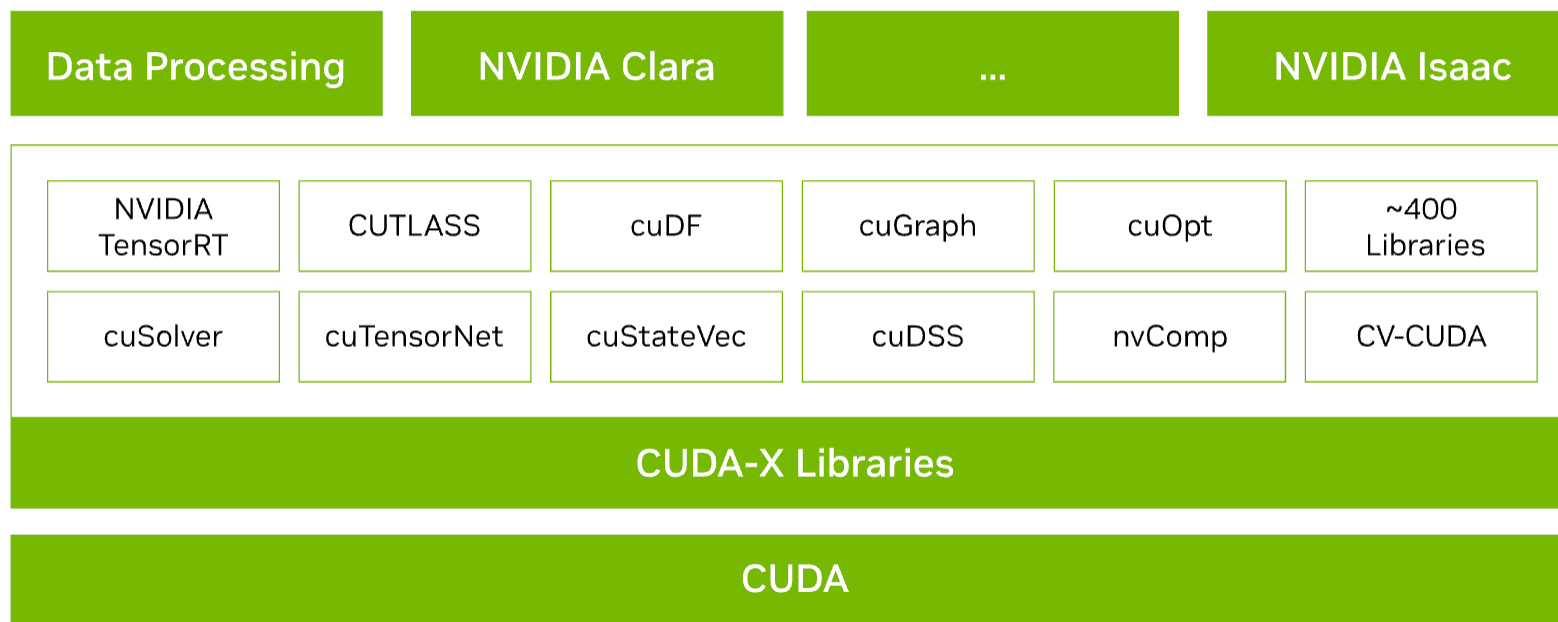 Data Processing
NVIDIA Clara
...
NVIDIA Isaac
NVIDIA
TensorRT
CUTLASS
cuDF
cuGraph
cuOpt
~400
Libraries
cuSolver
cuTensorNet
cuStateVec
cuDSS
nvComp
CV-CUDA
CUDA-X Libraries
CUDA